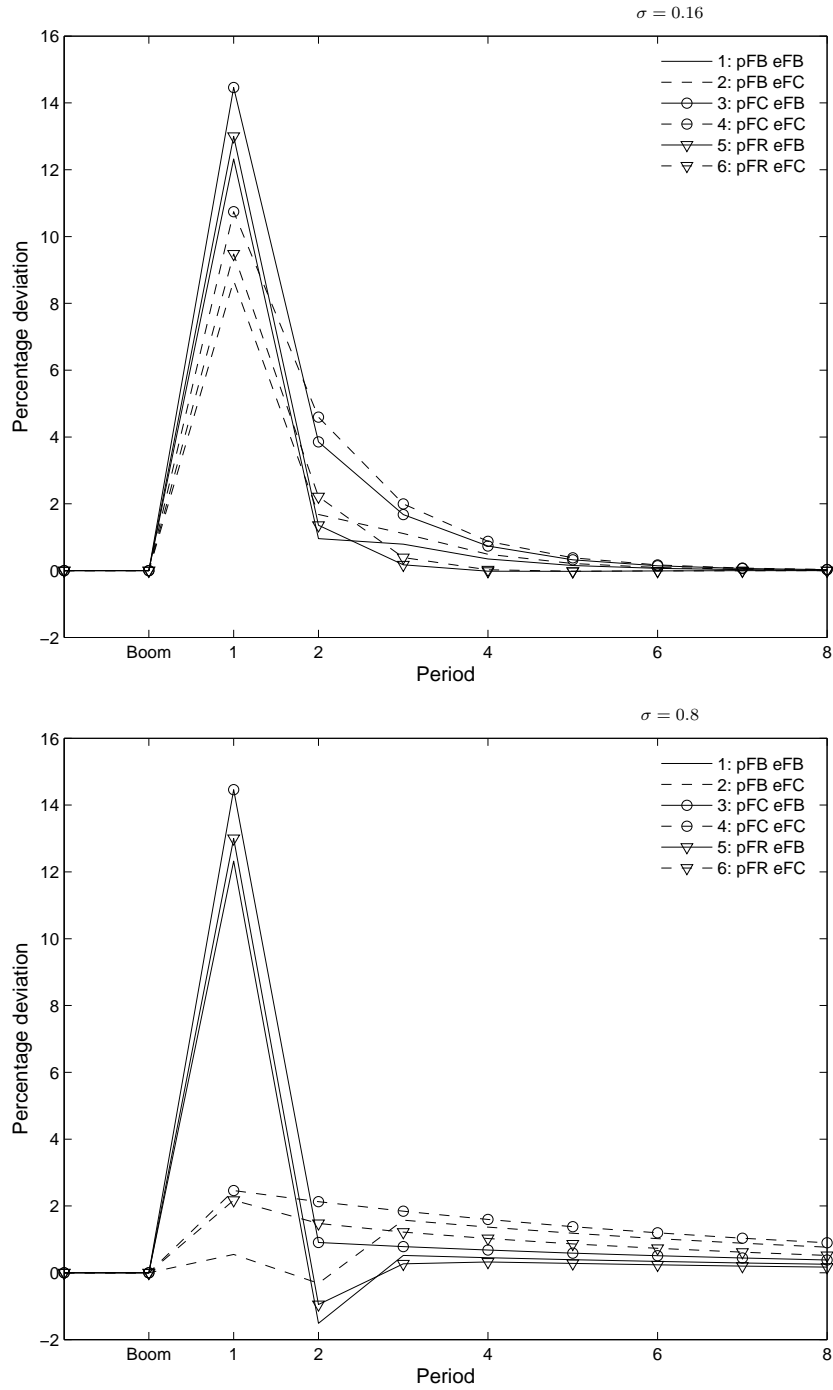 σ = 0.16
16
14
12
10
8
6
4
2
0
−2
Percentage deviation
1: pFB eFB
2: pFB eFC
3: pFC eFB
4: pFC eFC
5: pFR eFB
6: pFR eFC
Boom 1 2 4 6 8
Period
σ = 0.8
16
14
12
10
8
6
4
2
0
−2
Percentage deviation
1: pFB eFB
2: pFB eFC
3: pFC eFB
4: pFC eFC
5: pFR eFB
6: pFR eFC
Boom 1 2 4 6 8
Period